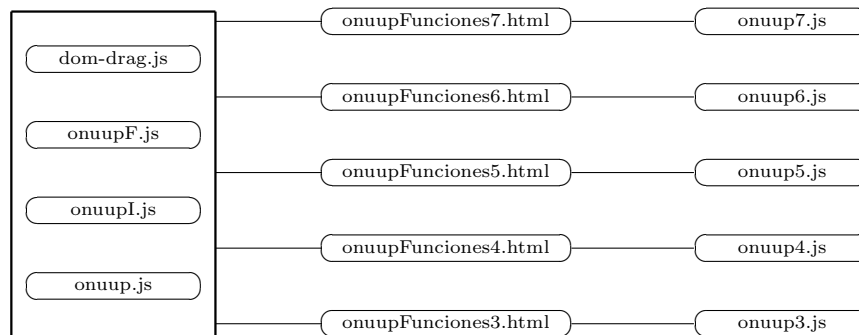 onuupFunciones7.html onuup7.js
dom-drag.js
onuupFunciones6.html onuup6.js
onuupF.js
onuupFunciones5.html onuup5.js
onuupI.js
onuupFunciones4.html onuup4.js
onuup.js
onuupFunciones3.html onuup3.js